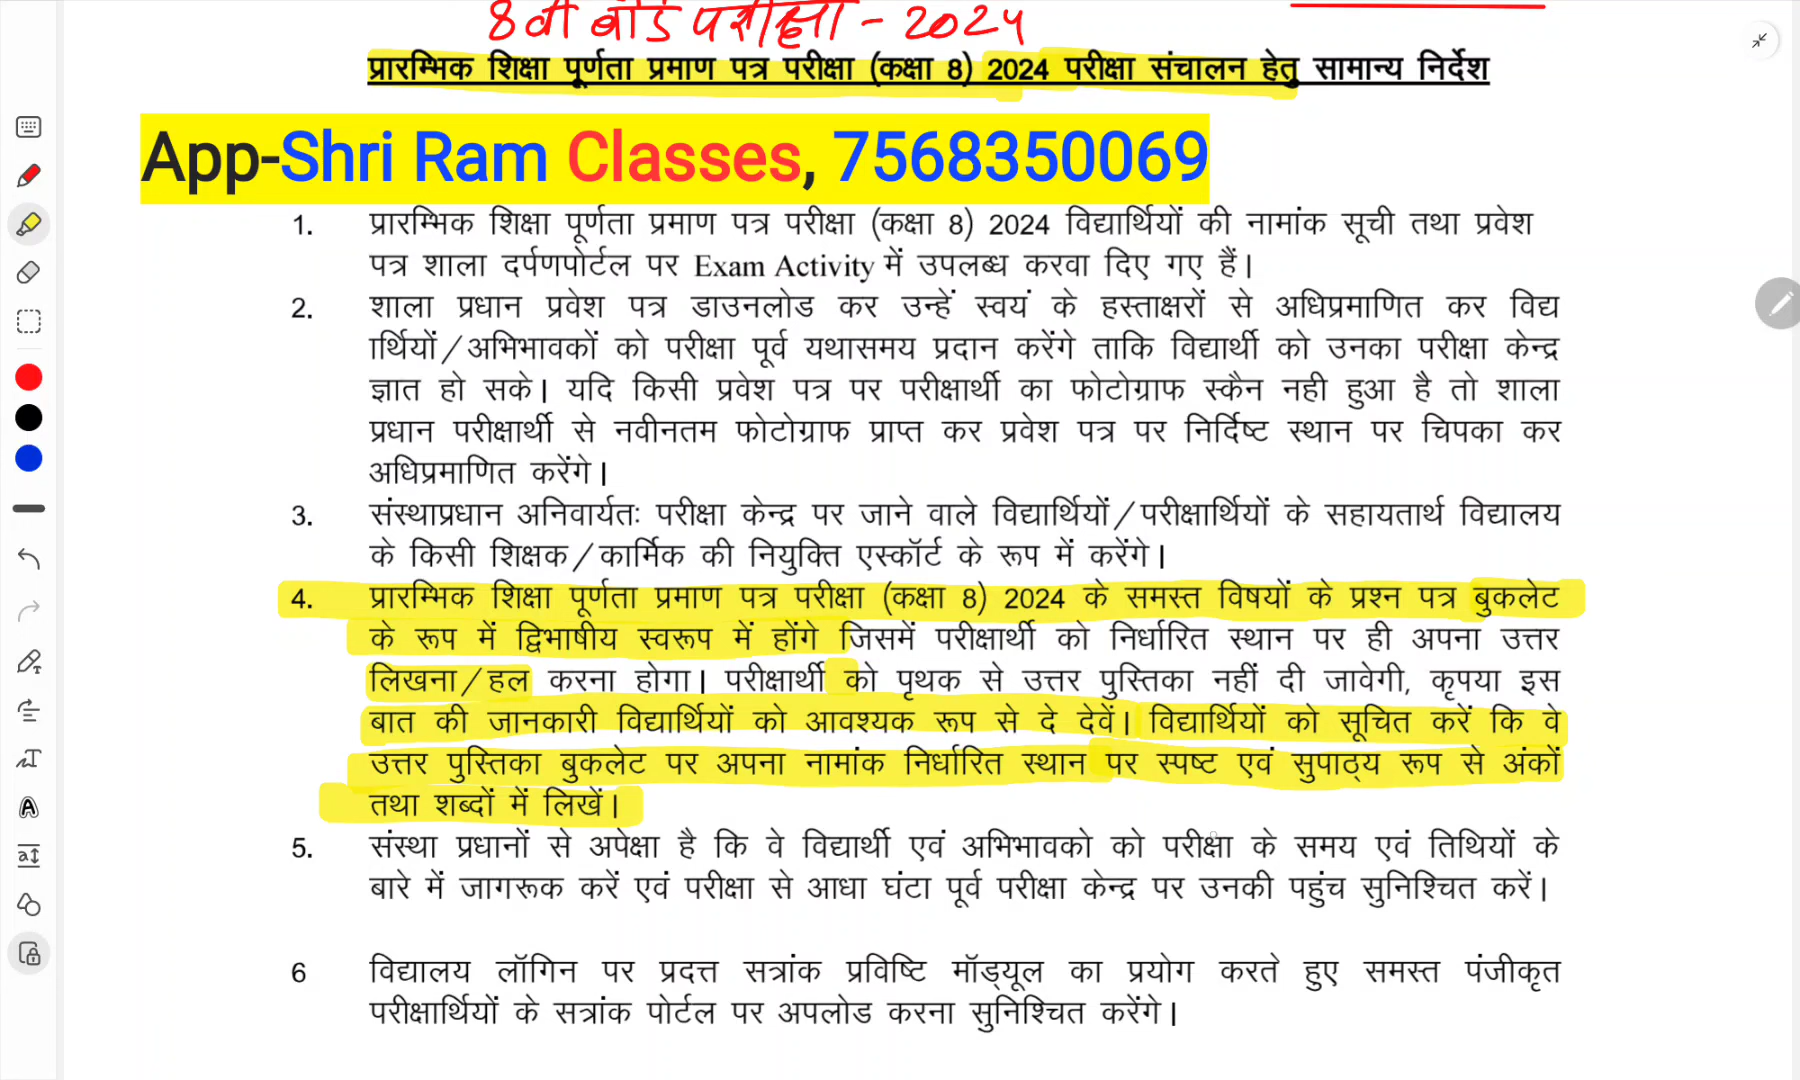 8वी बोर्ड परीक्षा - 2024
प्रारम्भिक शिक्षा पूर्णता प्रमाण पत्र परीक्षा (कक्षा 8) 2024 परीक्षा संचालन हेतु सामान्य निर्देश
App-Shri Ram Classes, 7568350069
1. प्रारम्भिक शिक्षा पूर्णता प्रमाण पत्र परीक्षा (कक्षा 8) 2024 विद्यार्थियों की नामांक सूची तथा प्रवेश
पत्र शाला दर्पणपोर्टल पर Exam Activity में उपलब्ध करवा दिए गए हैं।
2. शाला प्रधान प्रवेश पत्र डाउनलोड कर उन्हें स्वयं के हस्ताक्षरों से अधिप्रमाणित कर विद्य
ार्थियों/अभिभावकों को परीक्षा पूर्व यथासमय प्रदान करेंगे ताकि विद्यार्थी को उनका परीक्षा केन्द्र
ज्ञात हो सके। यदि किसी प्रवेश पत्र पर परीक्षार्थी का फोटोग्राफ स्कैन नही हुआ है तो शाला
प्रधान परीक्षार्थी से नवीनतम फोटोग्राफ प्राप्त कर प्रवेश पत्र पर निर्दिष्ट स्थान पर चिपका कर
अधिप्रमाणित करेंगे।
3. संस्थाप्रधान अनिवार्यतः परीक्षा केन्द्र पर जाने वाले विद्यार्थियों/परीक्षार्थियों के सहायतार्थ विद्यालय
के किसी शिक्षक/कार्मिक की नियुक्ति एस्कॉर्ट के रूप में करेंगे।
4. प्रारम्भिक शिक्षा पूर्णता प्रमाण पत्र परीक्षा (कक्षा 8) 2024 के समस्त विषयों के प्रश्न पत्र बुकलेट
के रूप में द्विभाषीय स्वरूप में होंगे जिसमें परीक्षार्थी को निर्धारित स्थान पर ही अपना उत्तर
लिखना/हल करना होगा। परीक्षार्थी को पृथक से उत्तर पुस्तिका नहीं दी जावेगी, कृपया इस
बात की जानकारी विद्यार्थियों को आवश्यक रूप से दे देवें। विद्यार्थियों को सूचित करें कि वे
उत्तर पुस्तिका बुकलेट पर अपना नामांक निर्धारित स्थान पर स्पष्ट एवं सुपाठ्य रूप से अंकों
तथा शब्दों में लिखें।
5. संस्था प्रधानों से अपेक्षा है कि वे विद्यार्थी एवं अभिभावको को परीक्षा के समय एवं तिथियों के
बारे में जागरूक करें एवं परीक्षा से आधा घंटा पूर्व परीक्षा केन्द्र पर उनकी पहुंच सुनिश्चित करें।
6 विद्यालय लॉगिन पर प्रदत्त सत्रांक प्रविष्टि मॉड्यूल का प्रयोग करते हुए समस्त पंजीकृत
परीक्षार्थियों के सत्रांक पोर्टल पर अपलोड करना सुनिश्चित करेंगे।